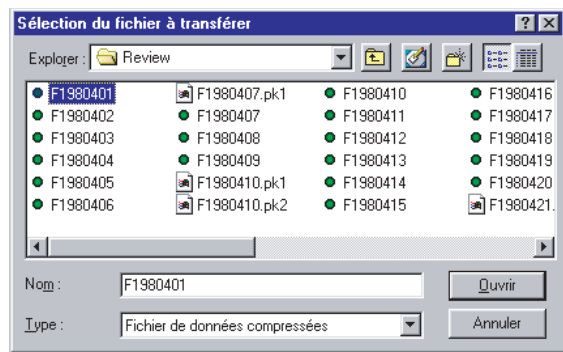 Sélection du fichier à transférer
Explorer : Review
F1980401 F1980407.pk1 F1980410 F1980416
F1980402 F1980407 F1980411 F1980417
F1980403 F1980408 F1980412 F1980418
F1980404 F1980409 F1980413 F1980419
F1980405 F1980410.pk1 F1980414 F1980420
F1980406 F1980410.pk2 F1980415 F1980421.
Nom : F1980401 Ouvrir
Type : Fichier de données compressées Annuler